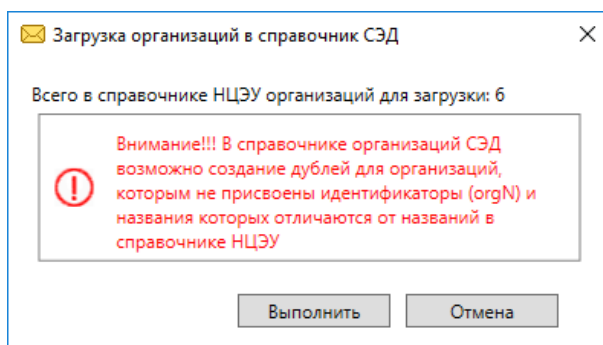 Загрузка организаций в справочник СЭД
Всего в справочнике НЦЭУ организаций для загрузки: 6
Внимание!!! В справочнике организаций СЭД
возможно создание дублей для организаций,
которым не присвоены идентификаторы (orgN) и
названия которых отличаются от названий в
справочнике НЦЭУ
Выполнить
Отмена